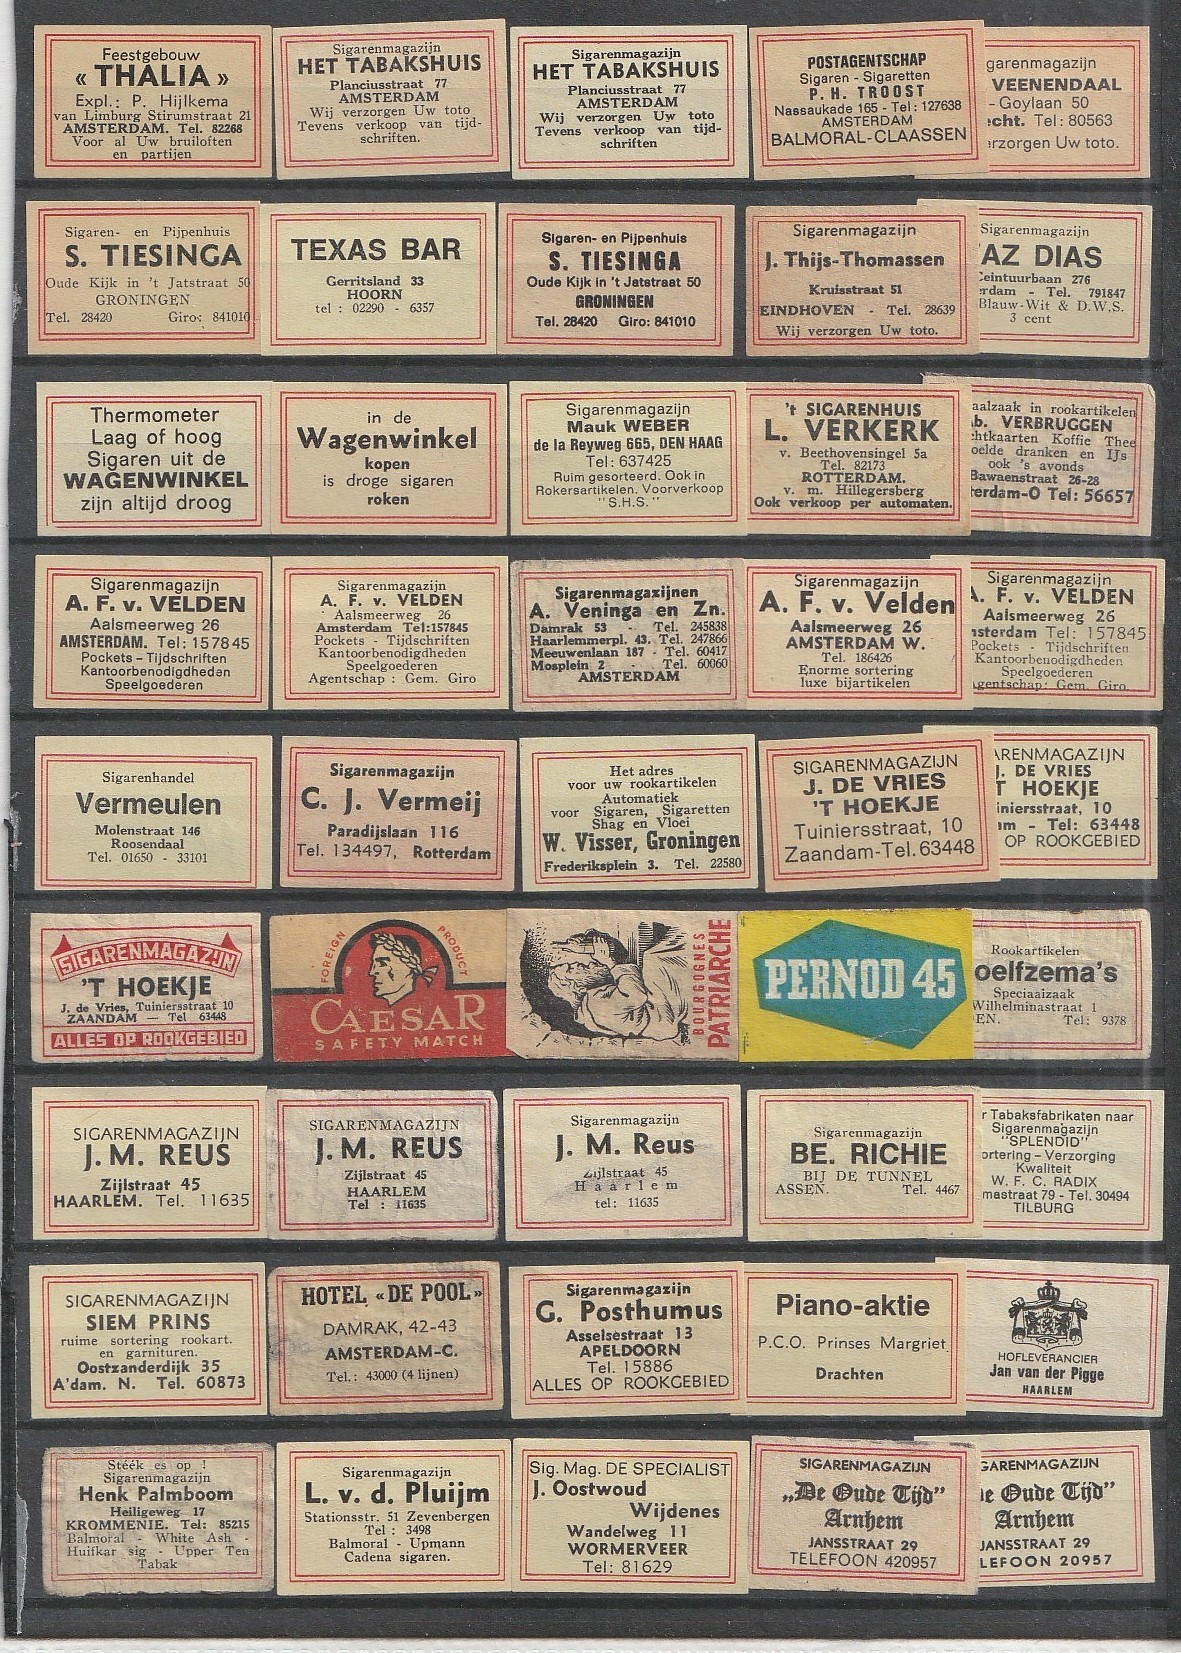 Feestgebouw
« THALIA »
Expl.: P. Hijlkema
van Limburg Stirumstraat 21
AMSTERDAM. Tel. 82268
Voor al Uw bruiloften
en partijen
Sigarenmagazijn
HET TABAKSHUIS
Planciusstraat 77
AMSTERDAM
Wij verzorgen Uw toto
Tevens verkoop van tijd-
schriften.
Sigarenmagazijn
HET TABAKSHUIS
Planciusstraat 77
AMSTERDAM
Wij verzorgen Uw toto
Tevens verkoop van tijd-
schriften
POSTAGENTSCHAP
Sigaren - Sigaretten
P. H. TROOST
Nassaukade 165 - Tel: 127638
AMSTERDAM
BALMORAL-CLAASSEN
garenmagazijn
VEENENDAAL
- Goylaan 50
echt. Tel: 80563
erzorgen Uw toto.
Sigaren- en Pijpenhuis
S. TIESINGA
Oude Kijk in 't Jatstraat 50
GRONINGEN
Tel. 28420 Giro: 841010
TEXAS BAR
Gerritsland 33
HOORN
tel : 02290 - 6357
Sigaren- en Pijpenhuis
S. TIESINGA
Oude Kijk in 't Jatstraat 50
GRONINGEN
Tel. 28420 Giro: 841010
Sigarenmagazijn
J. Thijs-Thomassen
Kruisstraat 51
EINDHOVEN - Tel. 28639
Wij verzorgen Uw toto.
Sigarenmagazijn
AZ DIAS
Ceintuurbaan 276
rdam - Tel. 791847
Blauw-Wit & D.W.S.
3 cent
Thermometer
Laag of hoog
Sigaren uit de
WAGENWINKEL
zijn altijd droog
in de
Wagenwinkel
kopen
is droge sigaren
roken
Sigarenmagazijn
Mauk WEBER
de la Reyweg 665, DEN HAAG
Tel: 637425
Ruim gesorteerd. Ook in
Rokersartikelen. Voorverkoop
"S.H.S."
't SIGARENHUIS
L. VERKERK
v. Beethovensingel 5a
Tel. 82173
ROTTERDAM.
v. m. Hillegersberg
Ook verkoop per automaten.
aalzaak in rookartikelen
b. VERBRUGGEN
chtkaarten Koffie Thee
oelde dranken en IJs
ook 's avonds
Bawaenstraat 26-28
terdam-O Tel: 56657
Sigarenmagazijn
A. F. v. VELDEN
Aalsmeerweg 26
AMSTERDAM. Tel: 157845
Pockets - Tijdschriften
Kantoorbenodigdheden
Speelgoederen
Sigarenmagazijn
A. F. v. VELDEN
Aalsmeerweg 26
Amsterdam Tel:157845
Pockets - Tijdschriften
Kantoorbenodigdheden
Speelgoederen
Agentschap : Gem. Giro
Sigarenmagazijnen
A. Veninga en Zn.
Damrak 53 - Tel. 245838
Haarlemmerpl. 43. Tel. 247866
Meeuwenlaan 187 - Tel. 60417
Mosplein 2 - Tel. 60060
AMSTERDAM
Sigarenmagazijn
A. F. v. Velden
Aalsmeerweg 26
AMSTERDAM W.
Tel. 186426
Enorme sortering
luxe bijartikelen
Sigarenmagazijn
A. F. v. VELDEN
Aalsmeerweg 26
msterdam Tel: 157845
Pockets - Tijdschriften
Kantoorbenodigdheden
Speelgoederen
Agentschap: Gem. Giro.
Sigarenhandel
Vermeulen
Molenstraat 146
Roosendaal
Tel. 01650 - 33101
Sigarenmagazijn
C. J. Vermeij
Paradijslaan 116
Tel. 134497, Rotterdam
Het adres
voor uw rookartikelen
Automatiek
voor Sigaren, Sigaretten
Shag en Vloei
W. Visser, Groningen
Frederiksplein 3. Tel. 22580
SIGARENMAGAZIJN
J. DE VRIES
'T HOEKJE
Tuiniersstraat, 10
Zaandam-Tel. 63448
ARENMAGAZIJN
J. DE VRIES
T HOEKJE
iniersstraat, 10
am - Tel: 63448
OP ROOKGEBIED
SIGARENMAGAZIJN
'T HOEKJE
J. de Vries, Tuiniersstraat 10
ZAANDAM — Tel 63448
ALLES OP ROOKGEBIED
FOREIGN PRODUCT
CAESAR
SAFETY MATCH
BOURGOGNES
PATRIARCHE
PERNOD 45
Rookartikelen
oelfzema's
Speciaaizaak
Wilhelminastraat 1
EN. Tel: 9378
SIGARENMAGAZIJN
J. M. REUS
Zijlstraat 45
HAARLEM. Tel. 11635
SIGARENMAGAZIJN
J. M. REUS
Zijlstraat 45
HAARLEM
Tel : 11635
Sigarenmagazijn
J. M. Reus
Zijlstraat 45
Haarlem
tel: 11635
Sigarenmagazijn
BE. RICHIE
BIJ DE TUNNEL
ASSEN. Tel. 4467
r Tabaksfabrikaten naar
Sigarenmagazijn
"SPLENDID"
ortering - Verzorging
Kwaliteit
W. F. C. RADIX
mastraat 79 - Tel. 30494
TILBURG
SIGARENMAGAZIJN
SIEM PRINS
ruime sortering rookart.
en garnituren.
Oostzanderdijk 35
A'dam. N. Tel. 60873
HOTEL «DE POOL»
DAMRAK, 42-43
AMSTERDAM-C.
Tel.: 43000 (4 lijnen)
Sigarenmagazijn
G. Posthumus
Asselsestraat 13
APELDOORN
Tel. 15886
ALLES OP ROOKGEBIED
Piano-aktie
P.C.O. Prinses Margriet
Drachten
HOFLEVERANCIER
Jan van der Pigge
HAARLEM
Stéék es op !
Sigarenmagazijn
Henk Palmboom
Heiligeweg 17
KROMMENIE. Tel: 85215
Balmoral - White Ash -
Huifkar sig - Upper Ten
Tabak
Sigarenmagazijn
L. v. d. Pluijm
Stationsstr. 51 Zevenbergen
Tel : 3498
Balmoral - Upmann
Cadena sigaren.
Sig. Mag. DE SPECIALIST
J. Oostwoud
Wijdenes
Wandelweg 11
WORMERVEER
Tel: 81629
SIGARENMAGAZIJN
„De Oude Tijd"
Arnhem
JANSSTRAAT 29
TELEFOON 420957
GARENMAGAZIJN
e Oude Tijd"
Arnhem
JANSSTRAAT 29
LEFOON 20957